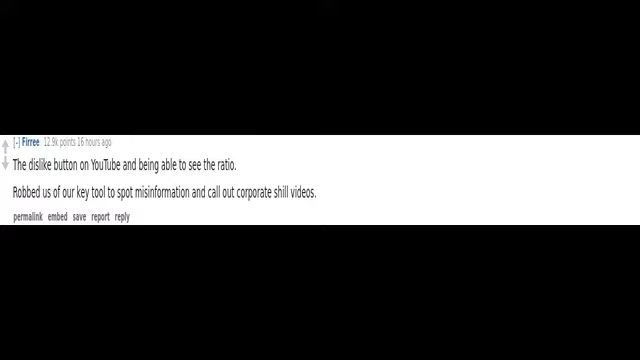 [-] Firree 12.9k points 16 hours ago
The dislike button on YouTube and being able to see the ratio.
Robbed us of our key tool to spot misinformation and call out corporate shill videos.
permalink embed save report reply